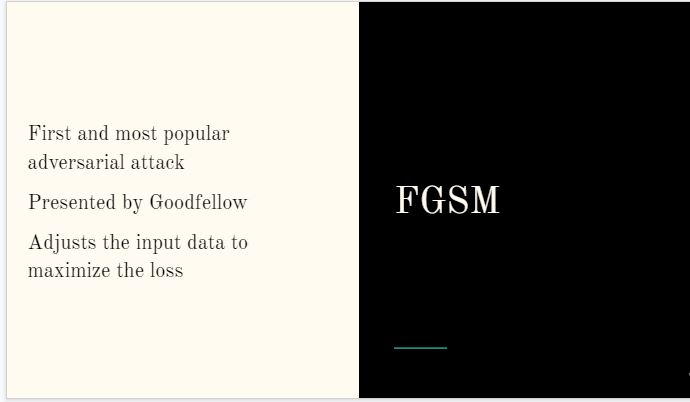 First and most popular
adversarial attack
Presented by Goodfellow
Adjusts the input data to
maximize the loss
FGSM